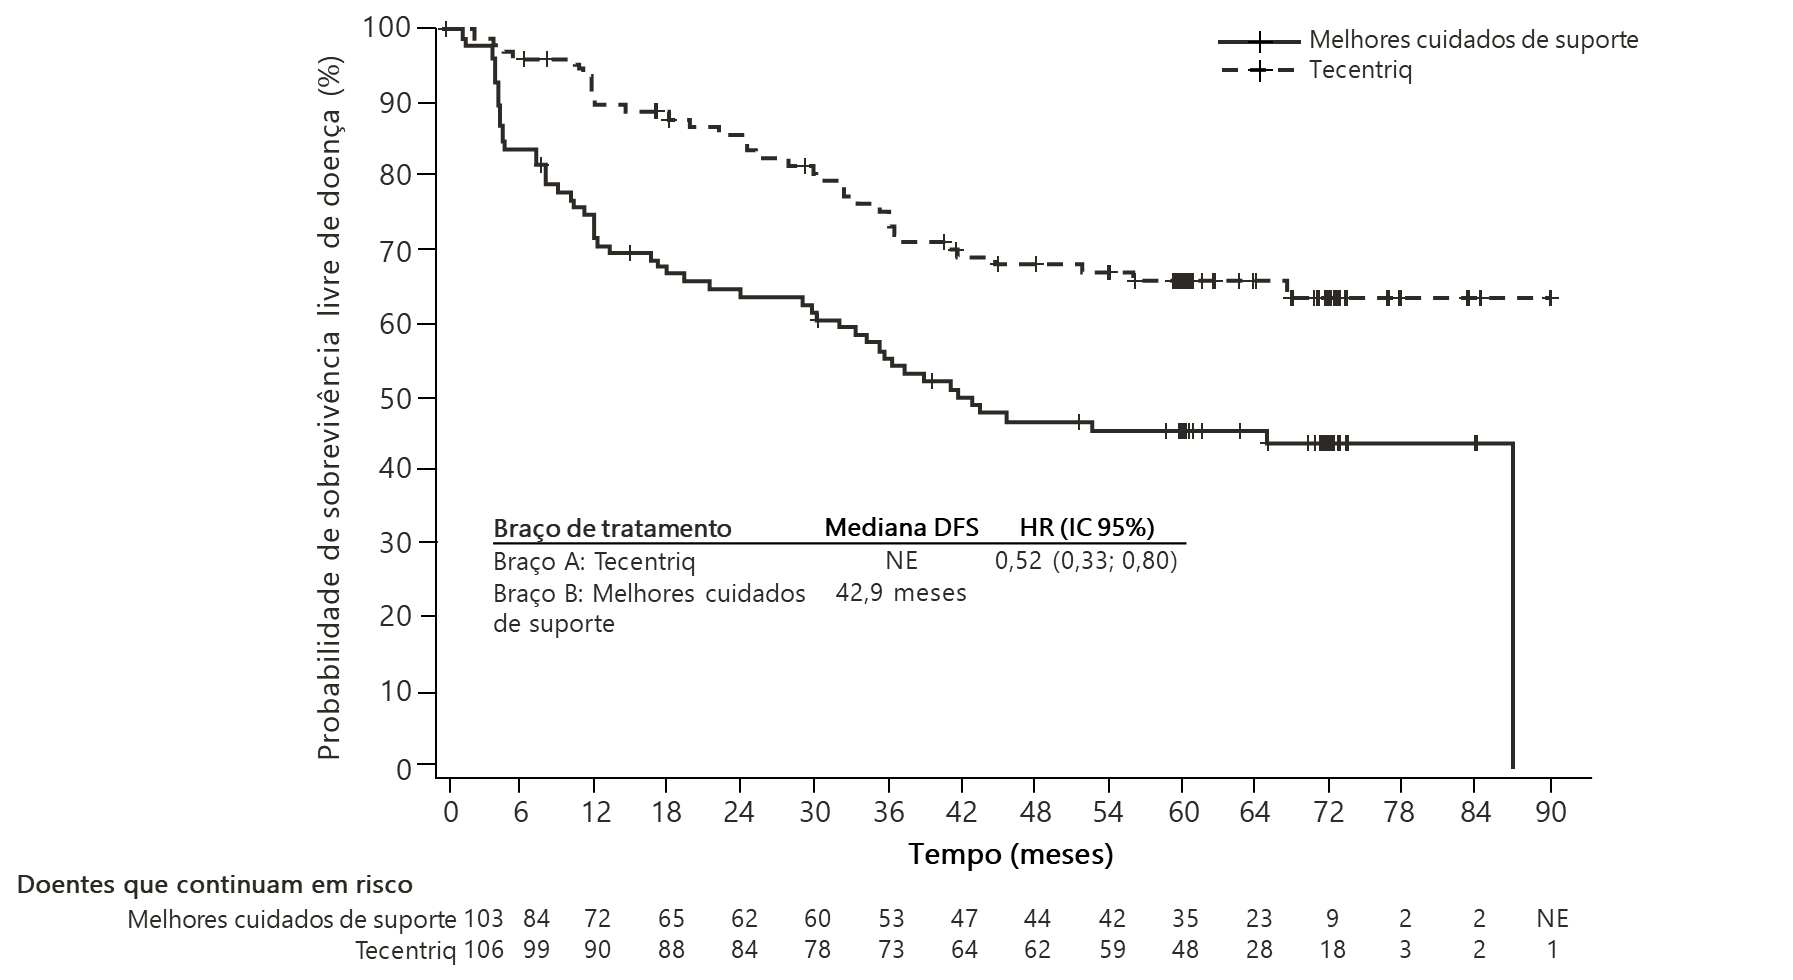 Probabilidade de sobrevivência livre de doença (%)
100
90
80
70
60
50
40
30
20
10
0
Melhores cuidados de suporte
Tecentriq
Braço de tratamento Mediana DFS HR (IC 95%)
Braço A: Tecentriq NE 0,52 (0,33; 0,80)
Braço B: Melhores cuidados 42,9 meses
de suporte
0 6 12 18 24 30 36 42 48 54 60 64 72 78 84 90
Tempo (meses)
Doentes que continuam em risco
Melhores cuidados de suporte 103 84 72 65 62 60 53 47 44 42 35 23 9 2 2 NE
Tecentriq 106 99 90 88 84 78 73 64 62 59 48 28 18 3 2 1